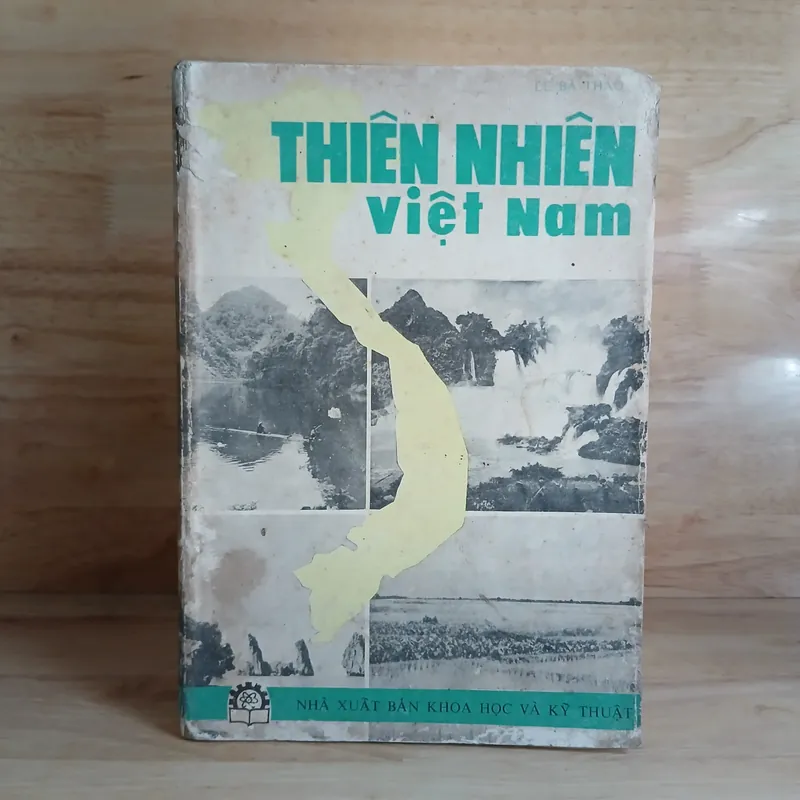 LÊ BÁ THẢO
THIÊN NHIÊN
Việt Nam
NHÀ XUẤT BẢN KHOA HỌC VÀ KỸ THUẬT